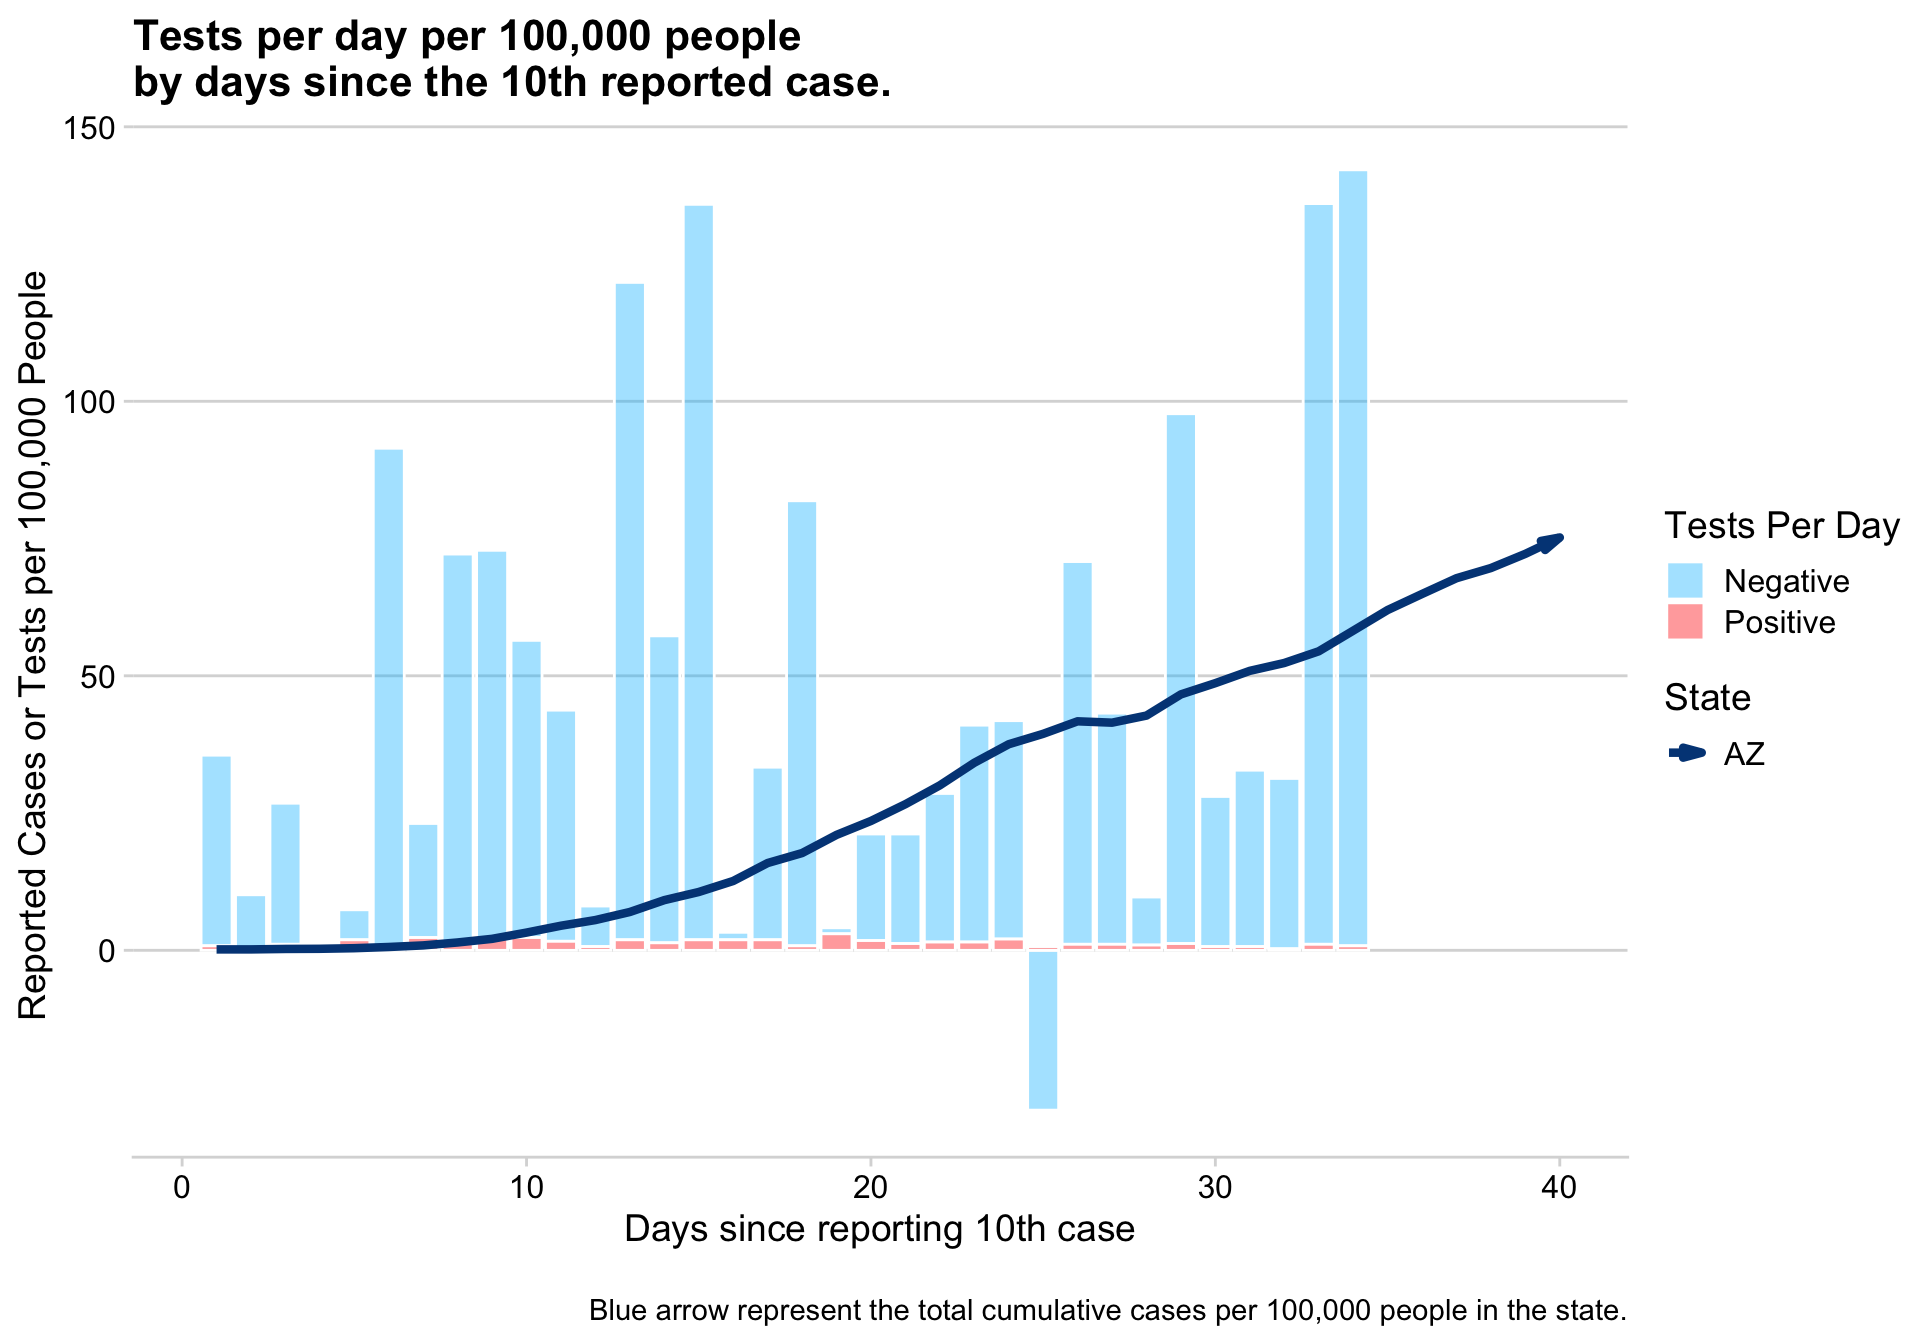 Tests per day per 100,000 people
by days since the 10th reported case.
Reported Cases or Tests per 100,000 People
150
100
50
0
0
10
20
30
40
Days since reporting 10th case
Tests Per Day
Negative
Positive
State
AZ
Blue arrow represent the total cumulative cases per 100,000 people in the state.